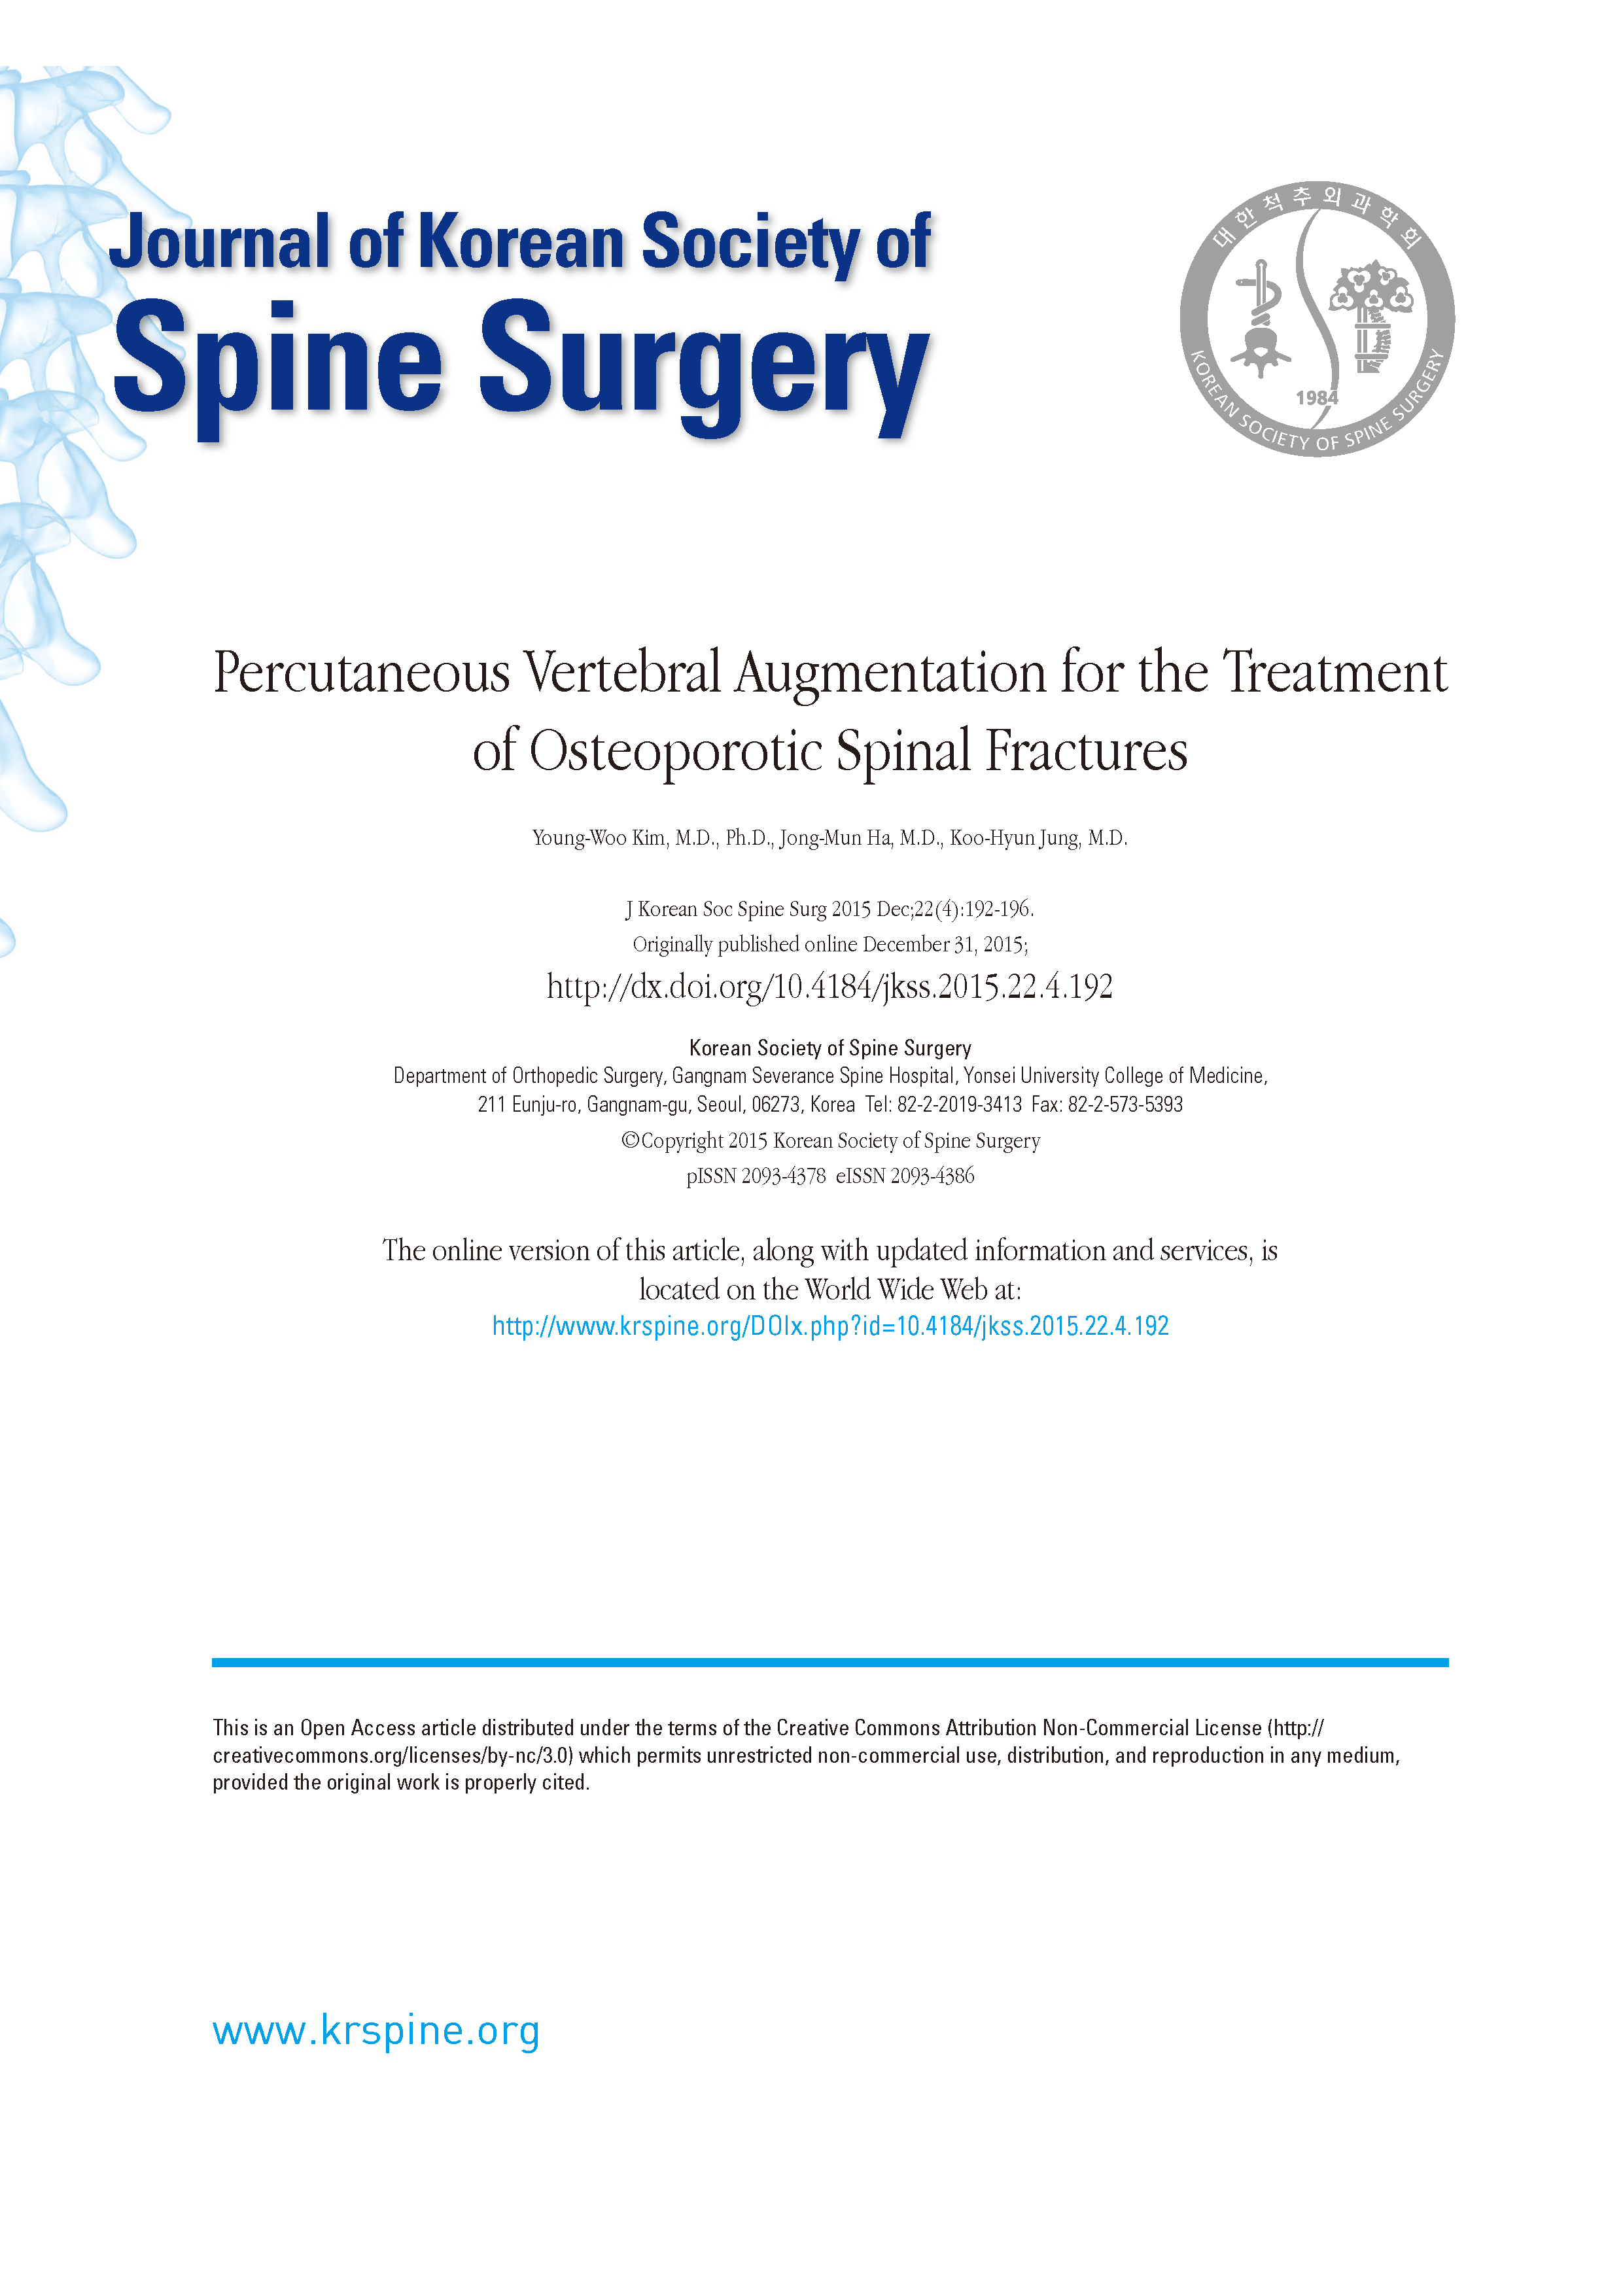 Journal of Korean Society of
Spine Surgery
대한척추외과학회
1984
KOREAN SOCIETY OF SPINE SURGERY
Percutaneous Vertebral Augmentation for the Treatment
of Osteoporotic Spinal Fractures
Young-Woo Kim, M.D., Ph.D., Jong-Mun Ha, M.D., Koo-Hyun Jung, M.D.
J Korean Soc Spine Surg 2015 Dec;22(4):192-196.
Originally published online December 31, 2015;
http://dx.doi.org/10.4184/jkss.2015.22.4.192
Korean Society of Spine Surgery
Department of Orthopedic Surgery, Gangnam Severance Spine Hospital, Yonsei University College of Medicine,
211 Eunju-ro, Gangnam-gu, Seoul, 06273, Korea Tel: 82-2-2019-3413 Fax: 82-2-573-5393
©Copyright 2015 Korean Society of Spine Surgery
pISSN 2093-4378 eISSN 2093-4386
The online version of this article, along with updated information and services, is
located on the World Wide Web at:
http://www.krspine.org/DOIx.php?id=10.4184/jkss.2015.22.4.192
This is an Open Access article distributed under the terms of the Creative Commons Attribution Non-Commercial License (http://
creativecommons.org/licenses/by-nc/3.0) which permits unrestricted non-commercial use, distribution, and reproduction in any medium,
provided the original work is properly cited.
www.krspine.org